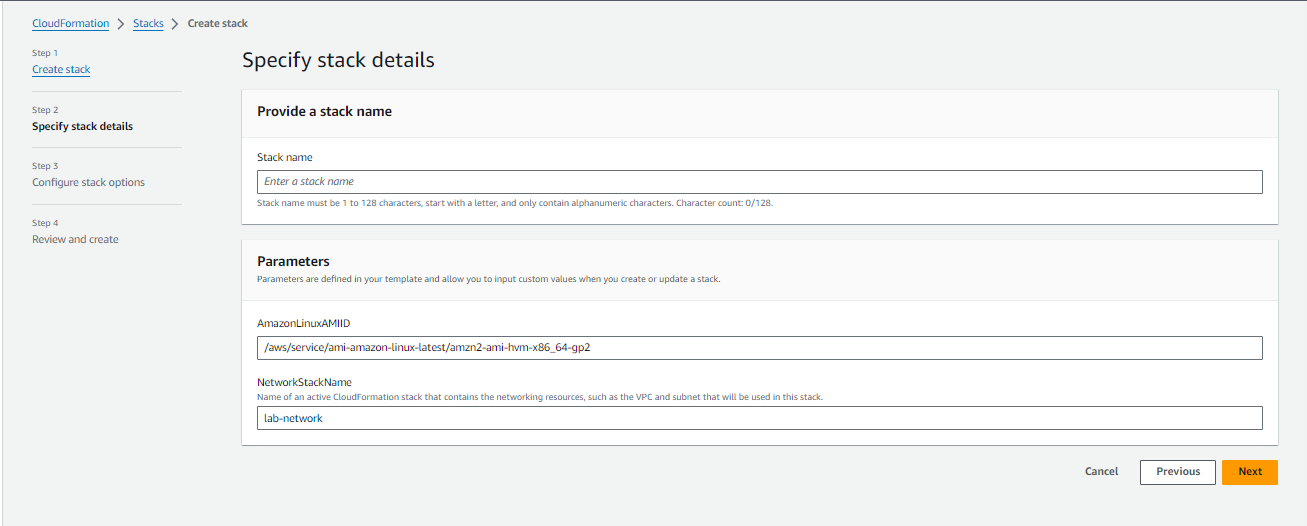 CloudFormation > Stacks > Create stack
Step 1
Create stack
Step 2
Specify stack details
Step 3
Configure stack options
Step 4
Review and create
Specify stack details
Provide a stack name
Stack name
Enter a stack name
Stack name must be 1 to 128 characters, start with a letter, and only contain alphanumeric characters. Character count: 0/128.
Parameters
Parameters are defined in your template and allow you to input custom values when you create or update a stack.
AmazonLinuxAMIID
/aws/service/ami-amazon-linux-latest/amzn2-ami-hvm-x86_64-gp2
NetworkStackName
Name of an active CloudFormation stack that contains the networking resources, such as the VPC and subnet that will be used in this stack.
lab-network
Cancel Previous Next